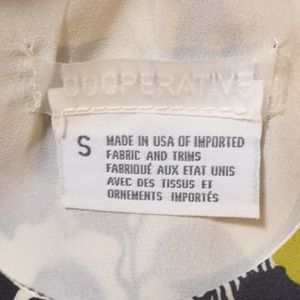 COOPERATIVE
S
MADE IN USA OF IMPORTED
FABRIC AND TRIMS
FABRIQUÉ AUX ETAT UNIS
AVEC DES TISSUS ET
ORNEMENTS IMPORTÉS